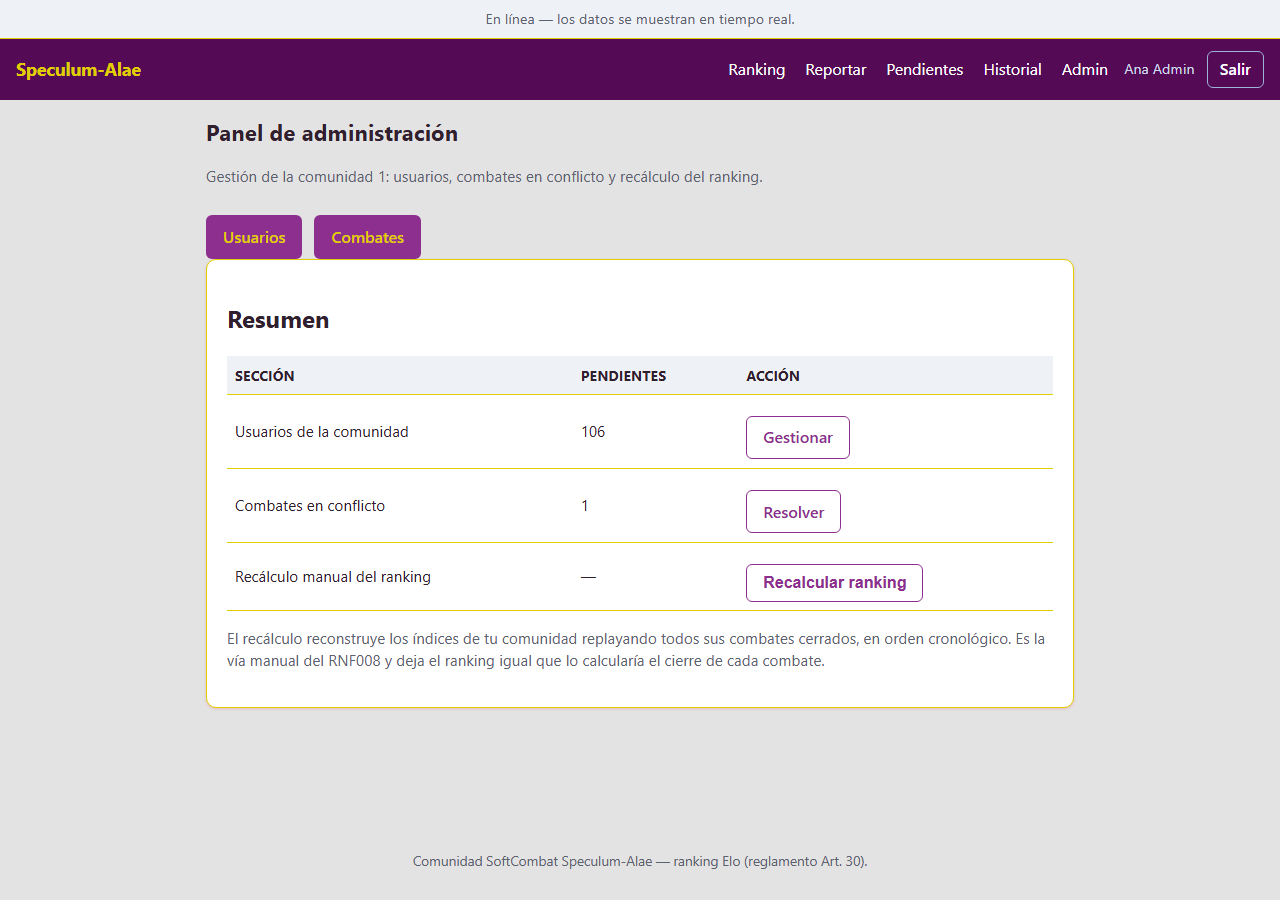 En línea — los datos se muestran en tiempo real.
Speculum-Alae
Ranking Reportar Pendientes Historial Admin Ana Admin Salir
Panel de administración
Gestión de la comunidad 1: usuarios, combates en conflicto y recálculo del ranking.
Usuarios Combates
Resumen
SECCIÓN PENDIENTES ACCIÓN
Usuarios de la comunidad 106 Gestionar
Combates en conflicto 1 Resolver
Recálculo manual del ranking — Recalcular ranking
El recálculo reconstruye los índices de tu comunidad replayando todos sus combates cerrados, en orden cronológico. Es la
vía manual del RNF008 y deja el ranking igual que lo calcularía el cierre de cada combate.
Comunidad SoftCombat Speculum-Alae — ranking Elo (reglamento Art. 30).